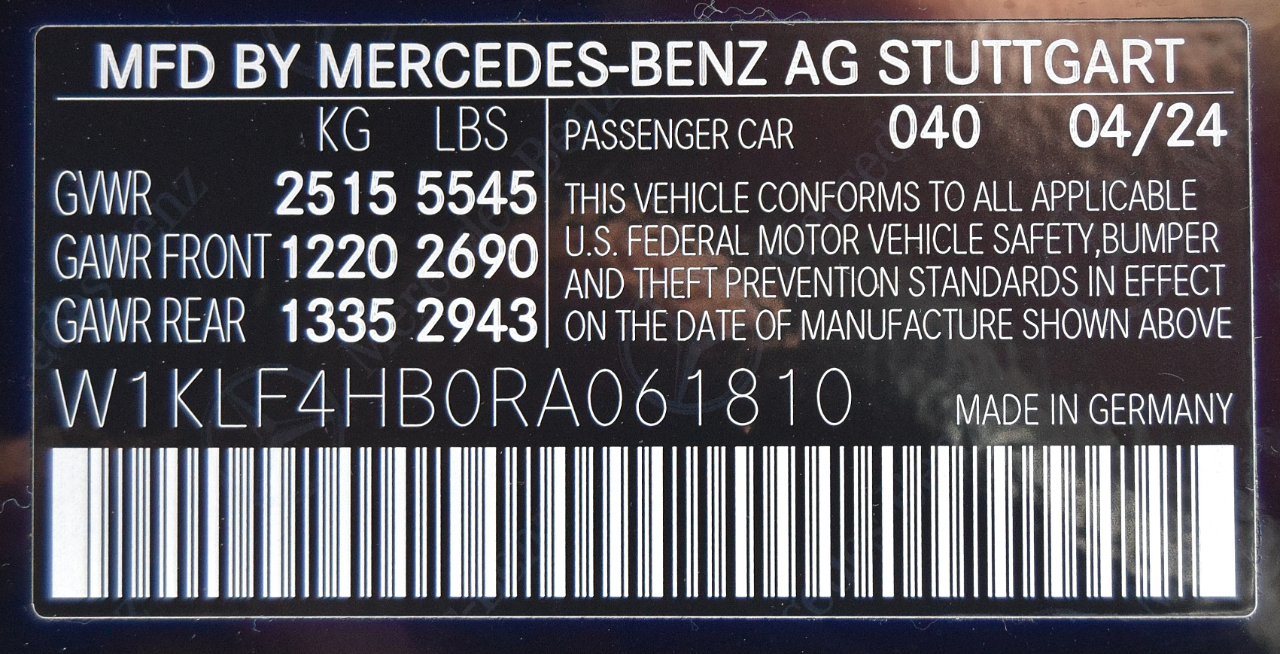 MFD BY MERCEDES-BENZ AG STUTTGART
KG LBS
GVWR 2515 5545
GAWR FRONT 1220 2690
GAWR REAR 1335 2943
PASSENGER CAR 040 04/24
THIS VEHICLE CONFORMS TO ALL APPLICABLE
U.S. FEDERAL MOTOR VEHICLE SAFETY,BUMPER
AND THEFT PREVENTION STANDARDS IN EFFECT
ON THE DATE OF MANUFACTURE SHOWN ABOVE
W1KLF4HB0RA061810
MADE IN GERMANY